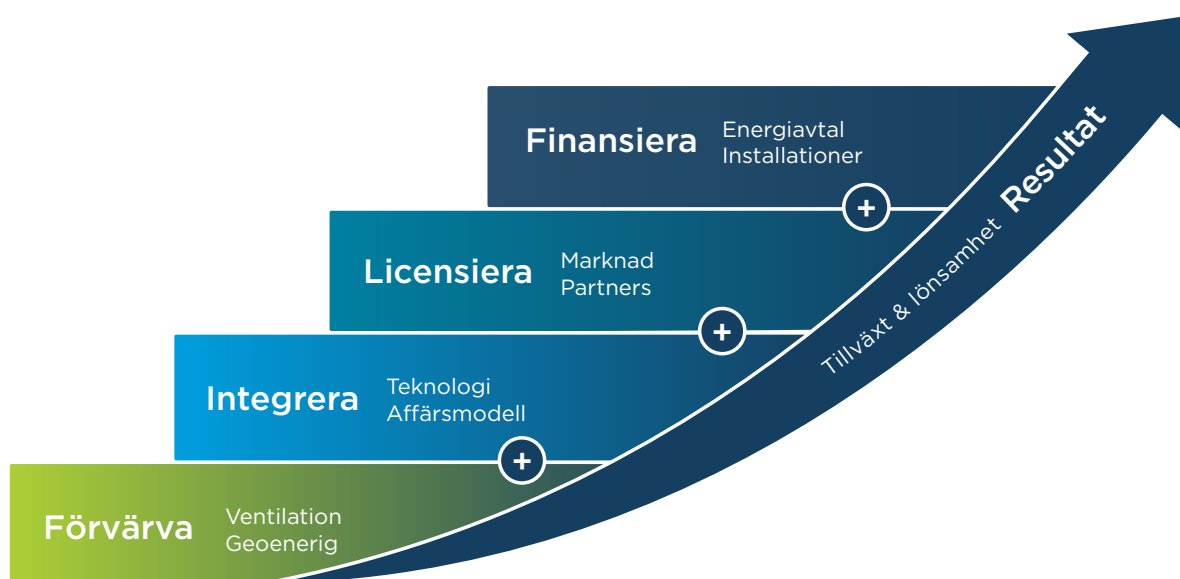 Finansiera
Energiavtal
Installationer
+
Licensiera
Marknad
Partners
+
Integrera
Teknologi
Affärsmodell
+
Förvärva
Ventilation
Geoenerig
Tillväxt & lönsamhet Resultat